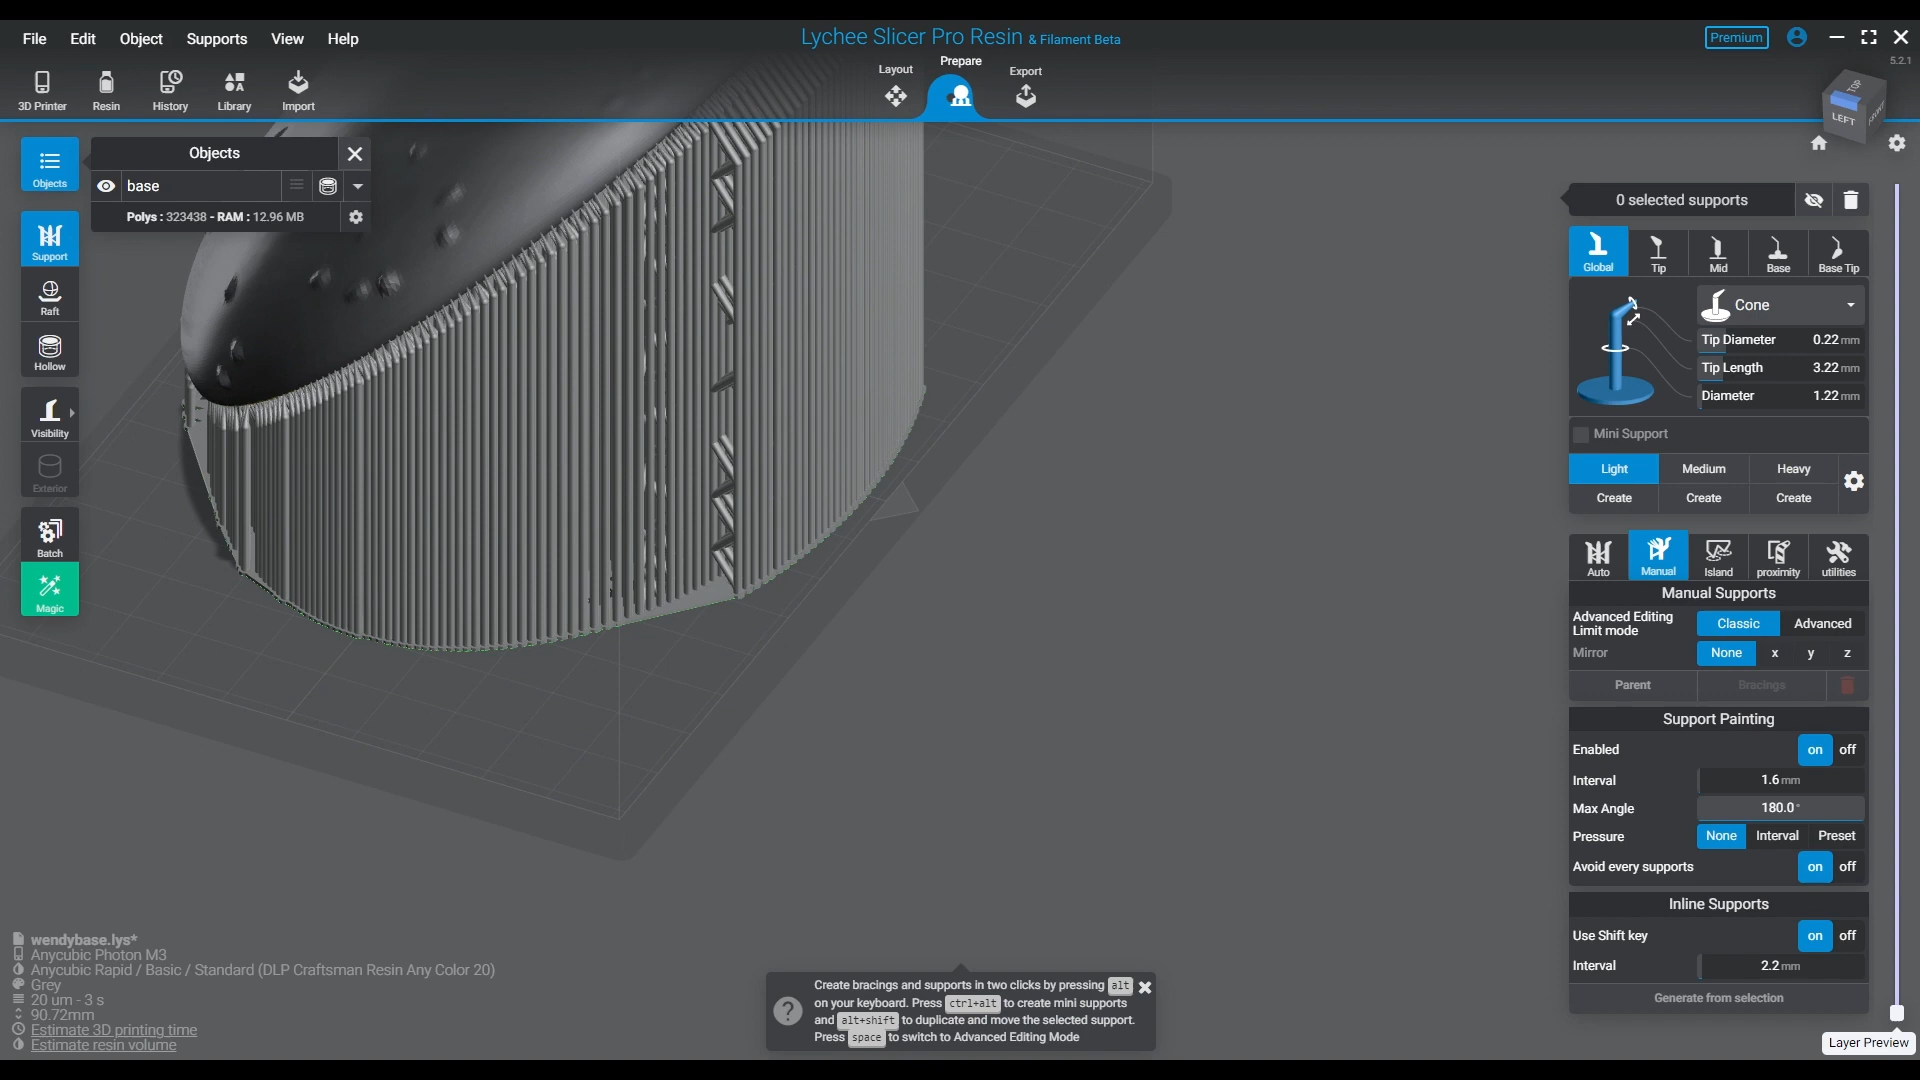 File Edit Object Supports View Help
Lychee Slicer Pro Resin & Filament Beta
Premium
5.2.1
3D Printer Resin History Library Import
Layout Prepare Export
TOP
LEFT
FRONT
Objects
Support
Raft
Hollow
Visibility
Exterior
Batch
Magic
Objects
base
Polys : 323438 - RAM : 12.96 MB
0 selected supports
Global Tip Mid Base Base Tip
Cone
Tip Diameter 0.22 mm
Tip Length 3.22 mm
Diameter 1.22 mm
Mini Support
Light Medium Heavy
Create Create Create
Auto Manual Island proximity utilities
Manual Supports
Advanced Editing
Limit mode Classic Advanced
Mirror None x y z
Parent Bracings
Support Painting
Enabled on off
Interval 1.6 mm
Max Angle 180.0 °
Pressure None Interval Preset
Avoid every supports on off
Inline Supports
Use Shift key on off
Interval 2.2 mm
Generate from selection
Layer Preview
wendybase.lys*
Anycubic Photon M3
Anycubic Rapid / Basic / Standard (DLP Craftsman Resin Any Color 20)
Grey
20 um - 3 s
90.72mm
Estimate 3D printing time
Estimate resin volume
Create bracings and supports in two clicks by pressing alt
on your keyboard. Press ctrl+alt to create mini supports
and alt+shift to duplicate and move the selected support.
Press space to switch to Advanced Editing Mode